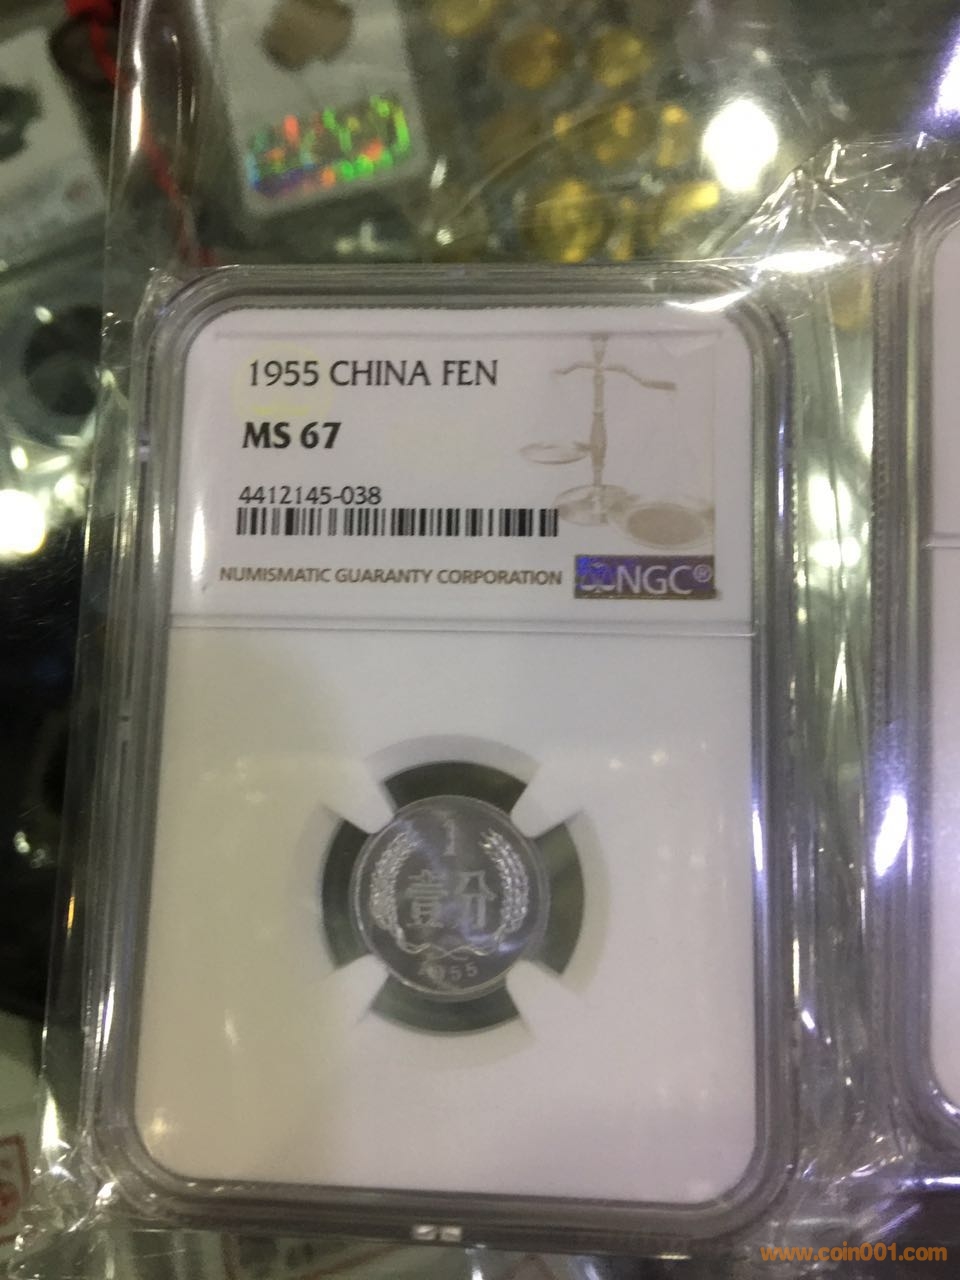 1955 CHINA FEN
MS 67
4412145-038
NUMISMATIC GUARANTY CORPORATION
NGC®
1
壹分
1955
www.coin001.com